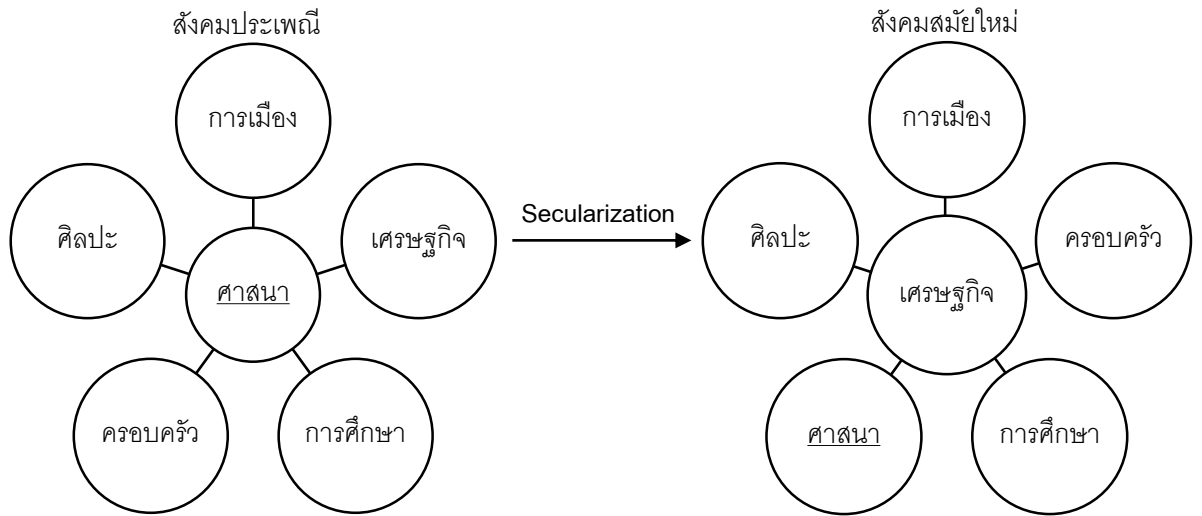 สังคมประเพณี
การเมือง
ศิลปะ
เศรษฐกิจ
ศาสนา
ครอบครัว
การศึกษา
Secularization
สังคมสมัยใหม่
การเมือง
ศิลปะ
ครอบครัว
เศรษฐกิจ
ศาสนา
การศึกษา